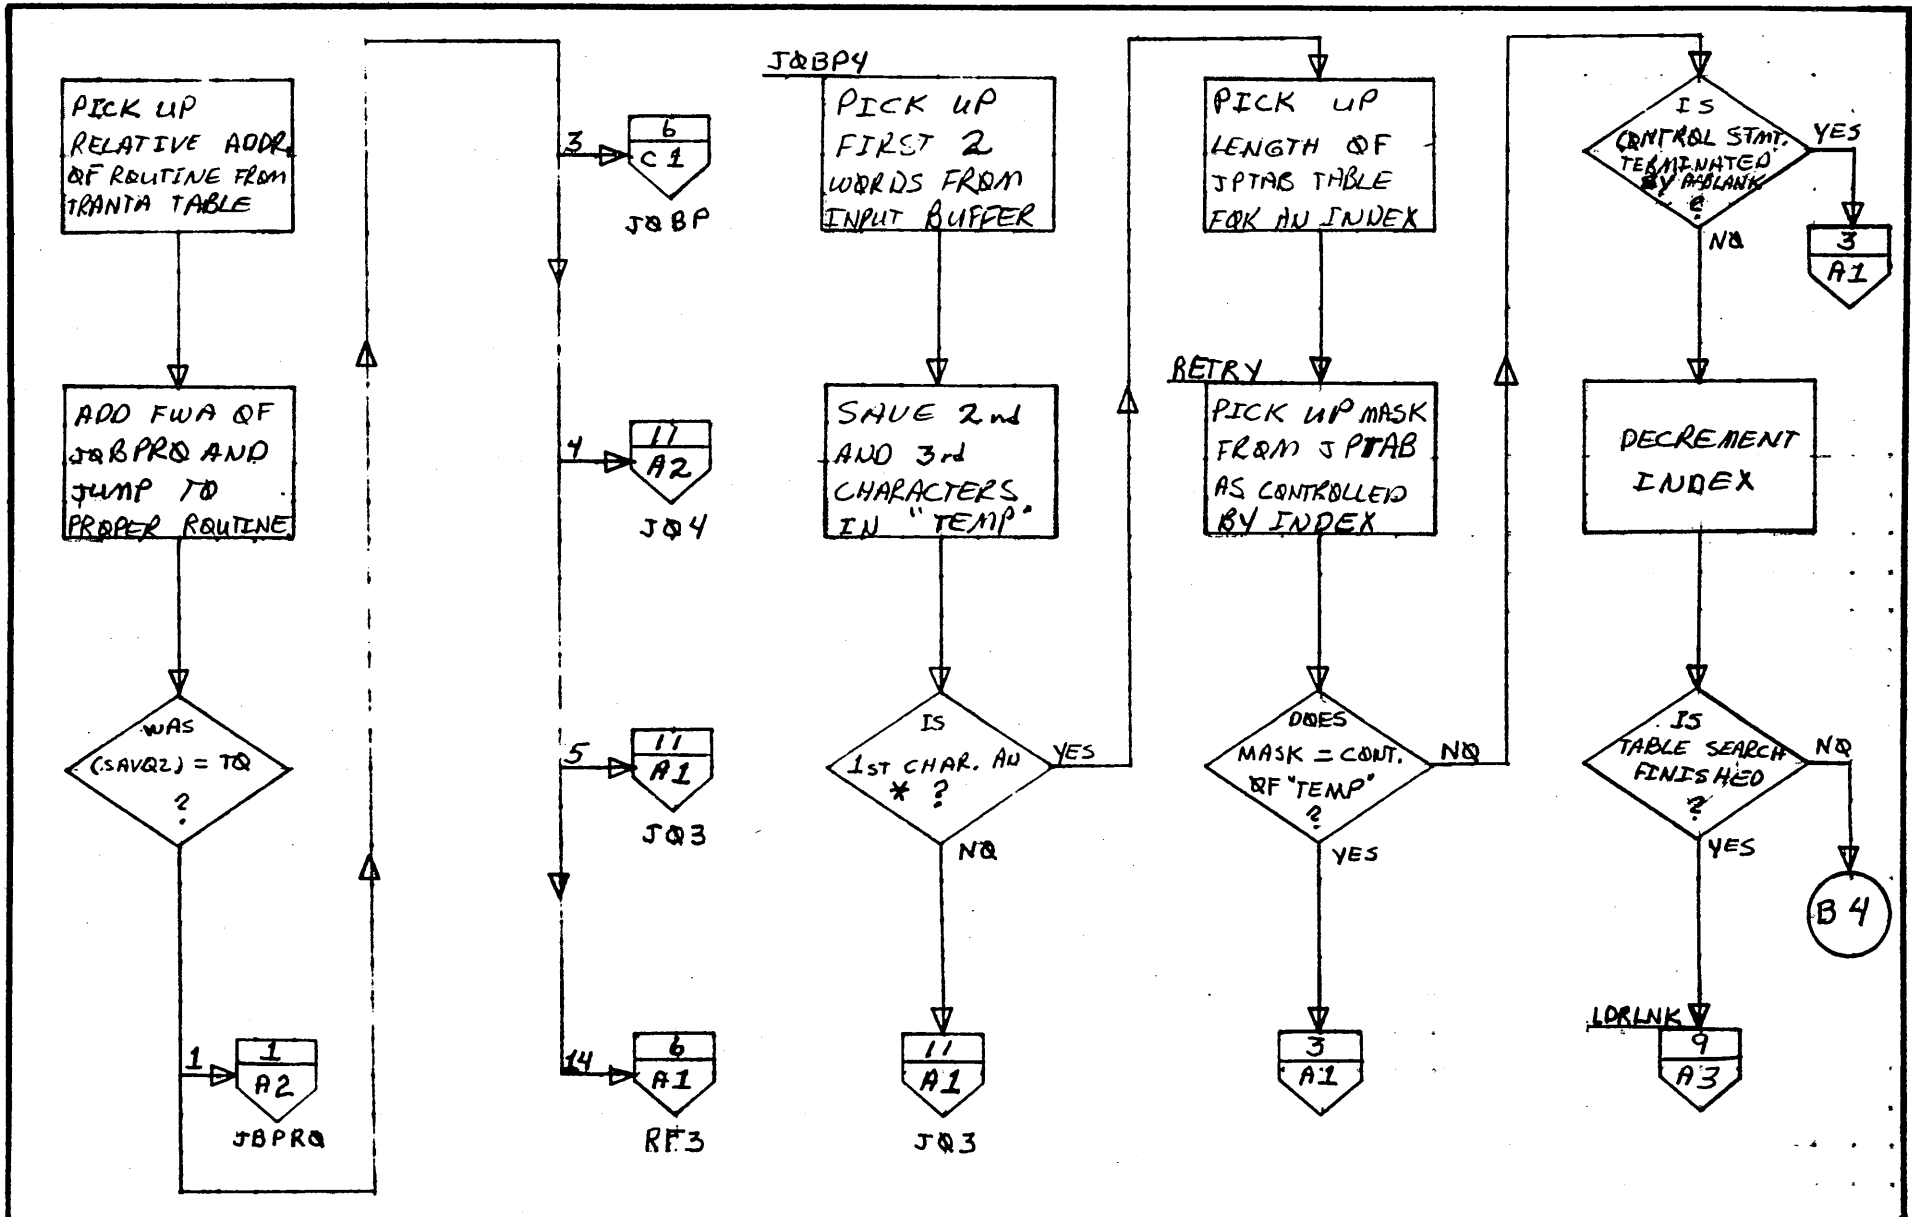 PICK UP
RELATIVE ADDR.
OF ROUTINE FROM
TRANTA TABLE
ADD FWA OF
JOBPRO AND
JUMP TO
PROPER ROUTINE
WAS
(SAVQ2) = TO
?
1
1
A2
JBPRO
3
6
C1
JOBP
4
11
A2
JO4
5
11
A1
JO3
14
6
A1
RF3
JOBP4
PICK UP
FIRST 2
WORDS FROM
INPUT BUFFER
SAVE 2nd
AND 3rd
CHARACTERS
IN "TEMP"
IS
1ST CHAR. AN
* ?
YES
NO
11
A1
JO3
PICK UP
LENGTH OF
JPTAB TABLE
FOR AN INDEX
RETRY
PICK UP MASK
FROM JPTAB
AS CONTROLLED
BY INDEX
DOES
MASK = CONT.
OF "TEMP"
?
NO
YES
3
A1
IS
CONTROL STMT.
TERMINATED
BY A BLANK
?
YES
NO
3
A1
DECREMENT
INDEX
IS
TABLE SEARCH
FINISHED
?
NO
YES
B4
LDRLNK
9
A3